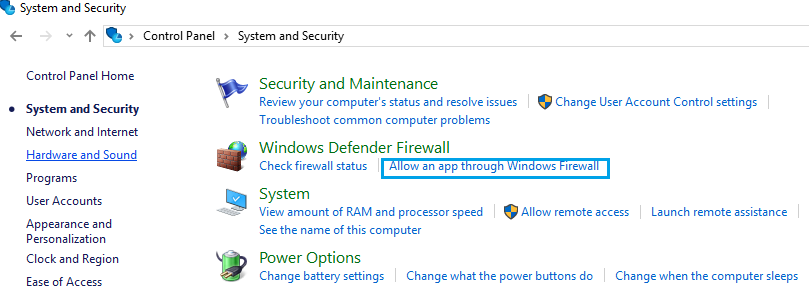 System and Security
Control Panel > System and Security
Control Panel Home
System and Security
Network and Internet
Hardware and Sound
Programs
User Accounts
Appearance and
Personalization
Clock and Region
Ease of Access
Security and Maintenance
Review your computer's status and resolve issues Change User Account Control settings
Troubleshoot common computer problems
Windows Defender Firewall
Check firewall status Allow an app through Windows Firewall
System
View amount of RAM and processor speed Allow remote access Launch remote assistance
See the name of this computer
Power Options
Change battery settings Change what the power buttons do Change when the computer sleeps